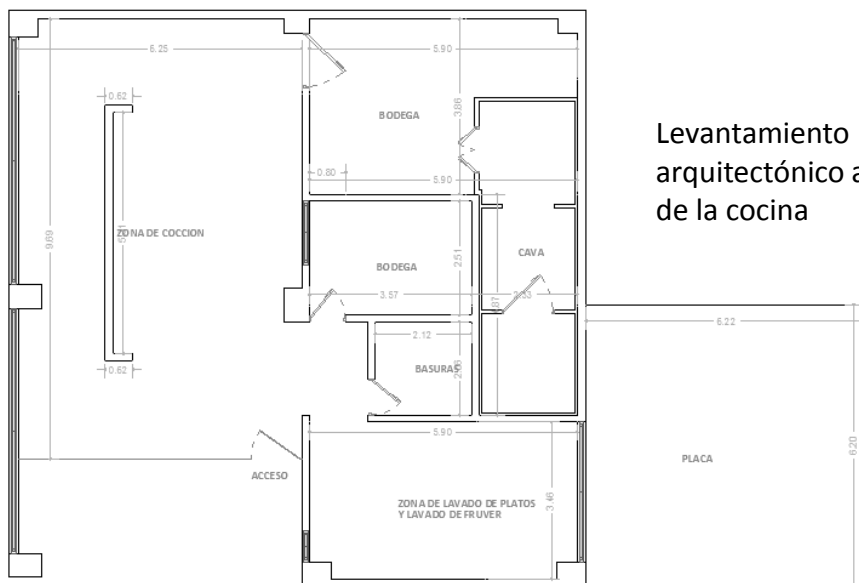 6.25
5.90
0.62
3.86
BODEGA
Levantamiento
arquitectónico a
de la cocina
0.80
5.90
ZONA DE COCCION
9.69
2.51
CAVA
BODEGA
3.57
6.22
2.12
BASURAS
0.62
5.90
6.20
PLACA
ACCESO
ZONA DE LAVADO DE PLATOS
Y LAVADO DE FRUVER
3.46